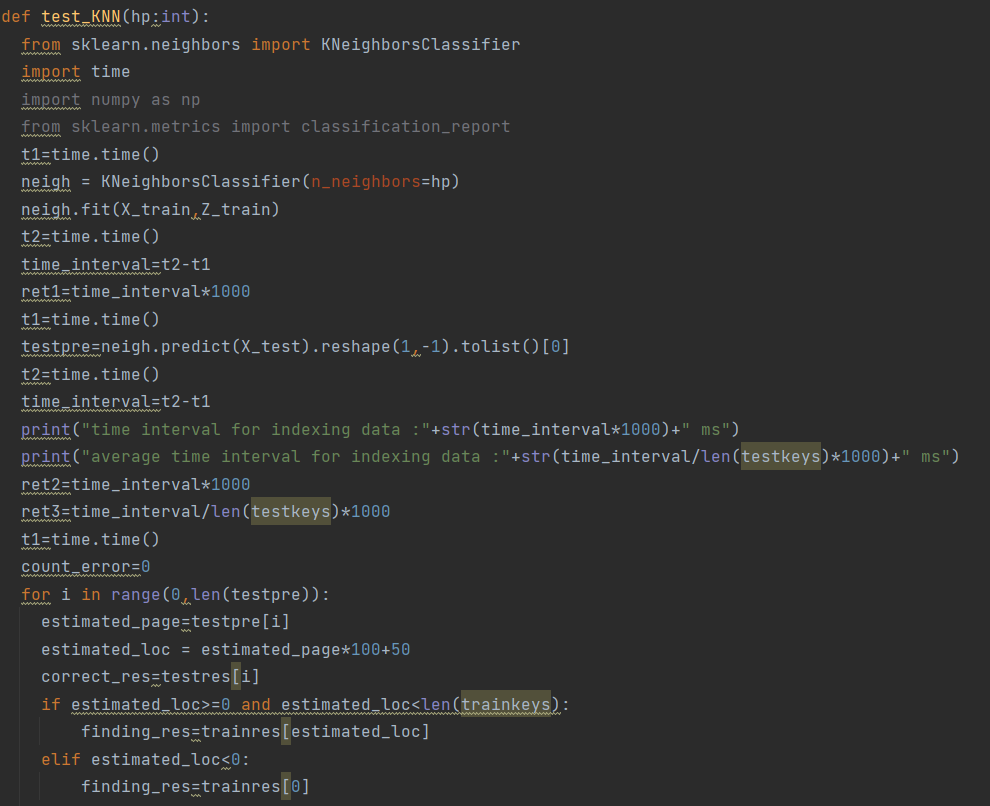 def test_KNN(hp:int):
  from sklearn.neighbors import KNeighborsClassifier
  import time
  import numpy as np
  from sklearn.metrics import classification_report
  t1=time.time()
  neigh = KNeighborsClassifier(n_neighbors=hp)
  neigh.fit(X_train,Z_train)
  t2=time.time()
  time_interval=t2-t1
  ret1=time_interval*1000
  t1=time.time()
  testpre=neigh.predict(X_test).reshape(1,-1).tolist()[0]
  t2=time.time()
  time_interval=t2-t1
  print("time interval for indexing data :"+str(time_interval*1000)+" ms")
  print("average time interval for indexing data :"+str(time_interval/len(testkeys)*1000)+" ms")
  ret2=time_interval*1000
  ret3=time_interval/len(testkeys)*1000
  t1=time.time()
  count_error=0
  for i in range(0,len(testpre)):
    estimated_page=testpre[i]
    estimated_loc = estimated_page*100+50
    correct_res=testres[i]
    if estimated_loc>=0 and estimated_loc<len(trainkeys):
        finding_res=trainres[estimated_loc]
    elif estimated_loc<0:
        finding_res=trainres[0]